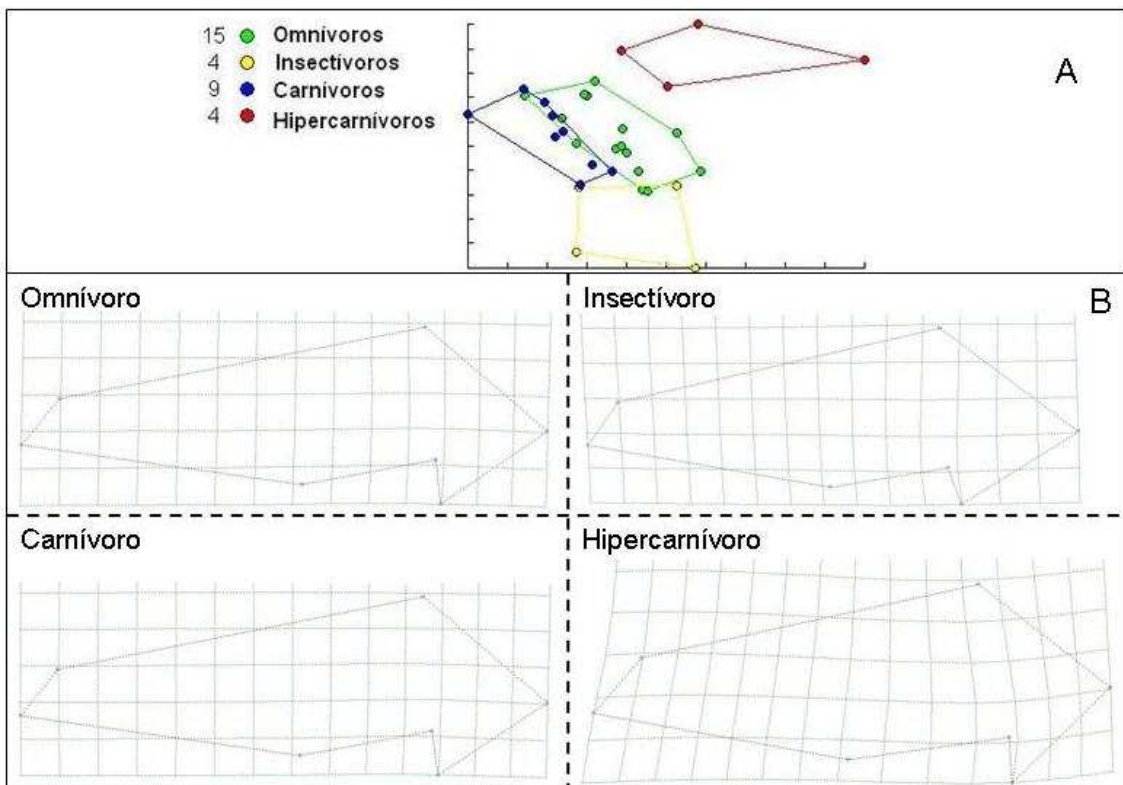 15 Omnívoros
4 Insectívoros
9 Carnívoros
4 Hipercarnívoros
A
Omnívoro
Insectívoro
B
Carnívoro
Hipercarnívoro